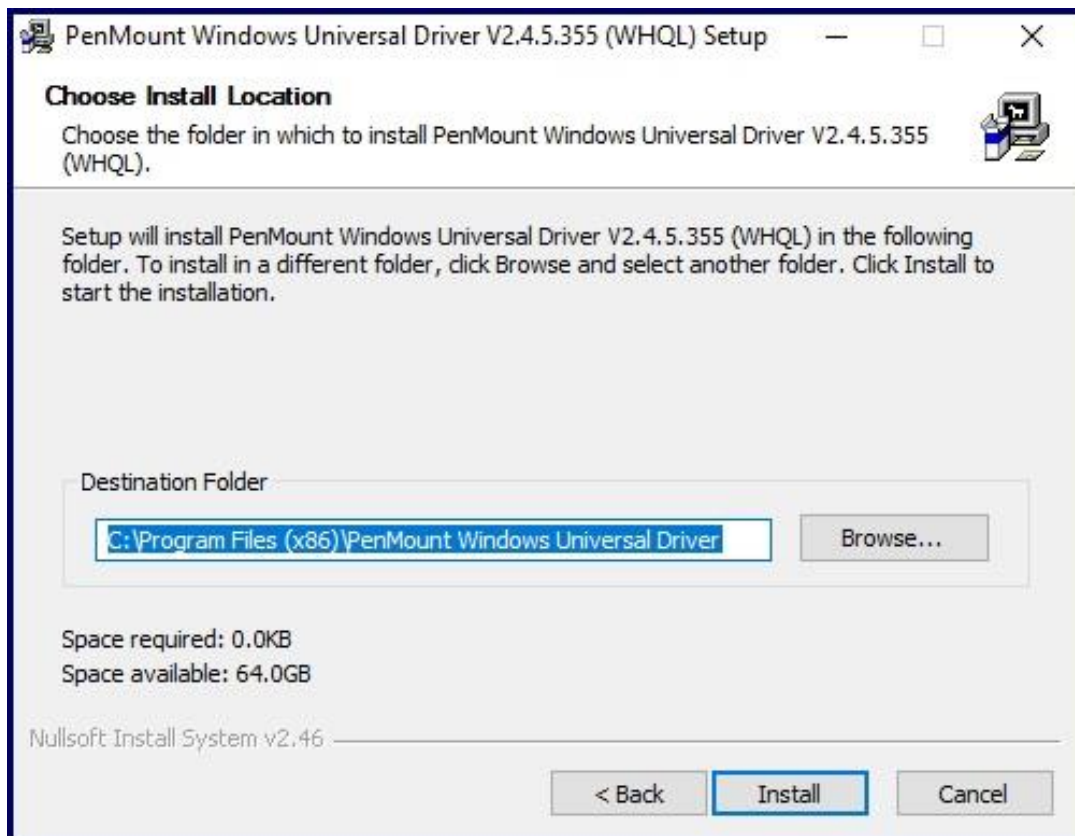 PenMount Windows Universal Driver V2.4.5.355 (WHQL) Setup
Choose Install Location
Choose the folder in which to install PenMount Windows Universal Driver V2.4.5.355
(WHQL).
Setup will install PenMount Windows Universal Driver V2.4.5.355 (WHQL) in the following
folder. To install in a different folder, click Browse and select another folder. Click Install to
start the installation.
Destination Folder
C:\Program Files (x86)\PenMount Windows Universal Driver
Browse...
Space required: 0.0KB
Space available: 64.0GB
Nullsoft Install System v2.46
< Back
Install
Cancel